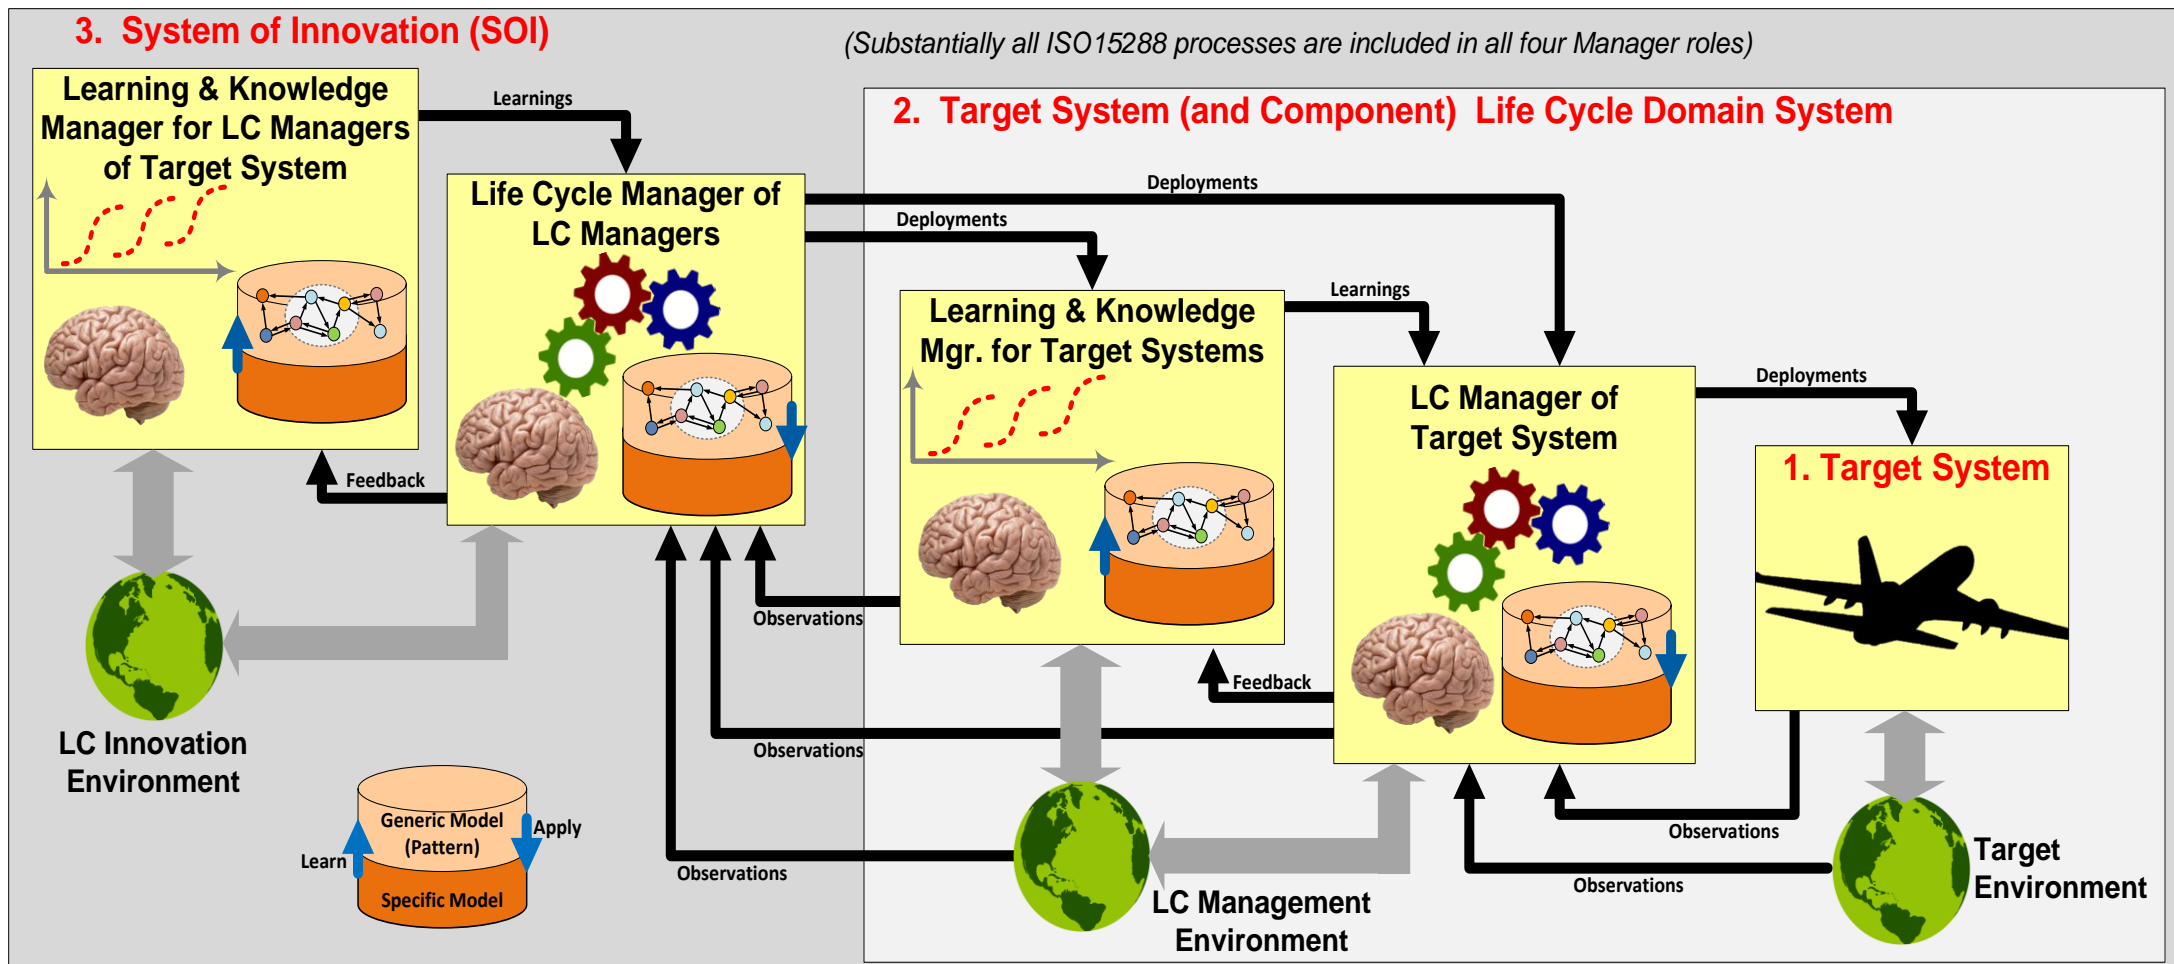 3. System of Innovation (SOI)
(Substantially all ISO15288 processes are included in all four Manager roles)
Learning & Knowledge
Manager for LC Managers
of Target System
Learnings
2. Target System (and Component) Life Cycle Domain System
Life Cycle Manager of
LC Managers
Deployments
Deployments
Learning & Knowledge
Mgr. for Target Systems
Learnings
LC Manager of
Target System
Deployments
1. Target System
Feedback
Observations
Feedback
Observations
Observations
Observations
Observations
LC Innovation
Environment
Generic Model
(Pattern)
Apply
Learn
Specific Model
LC Management
Environment
Target
Environment